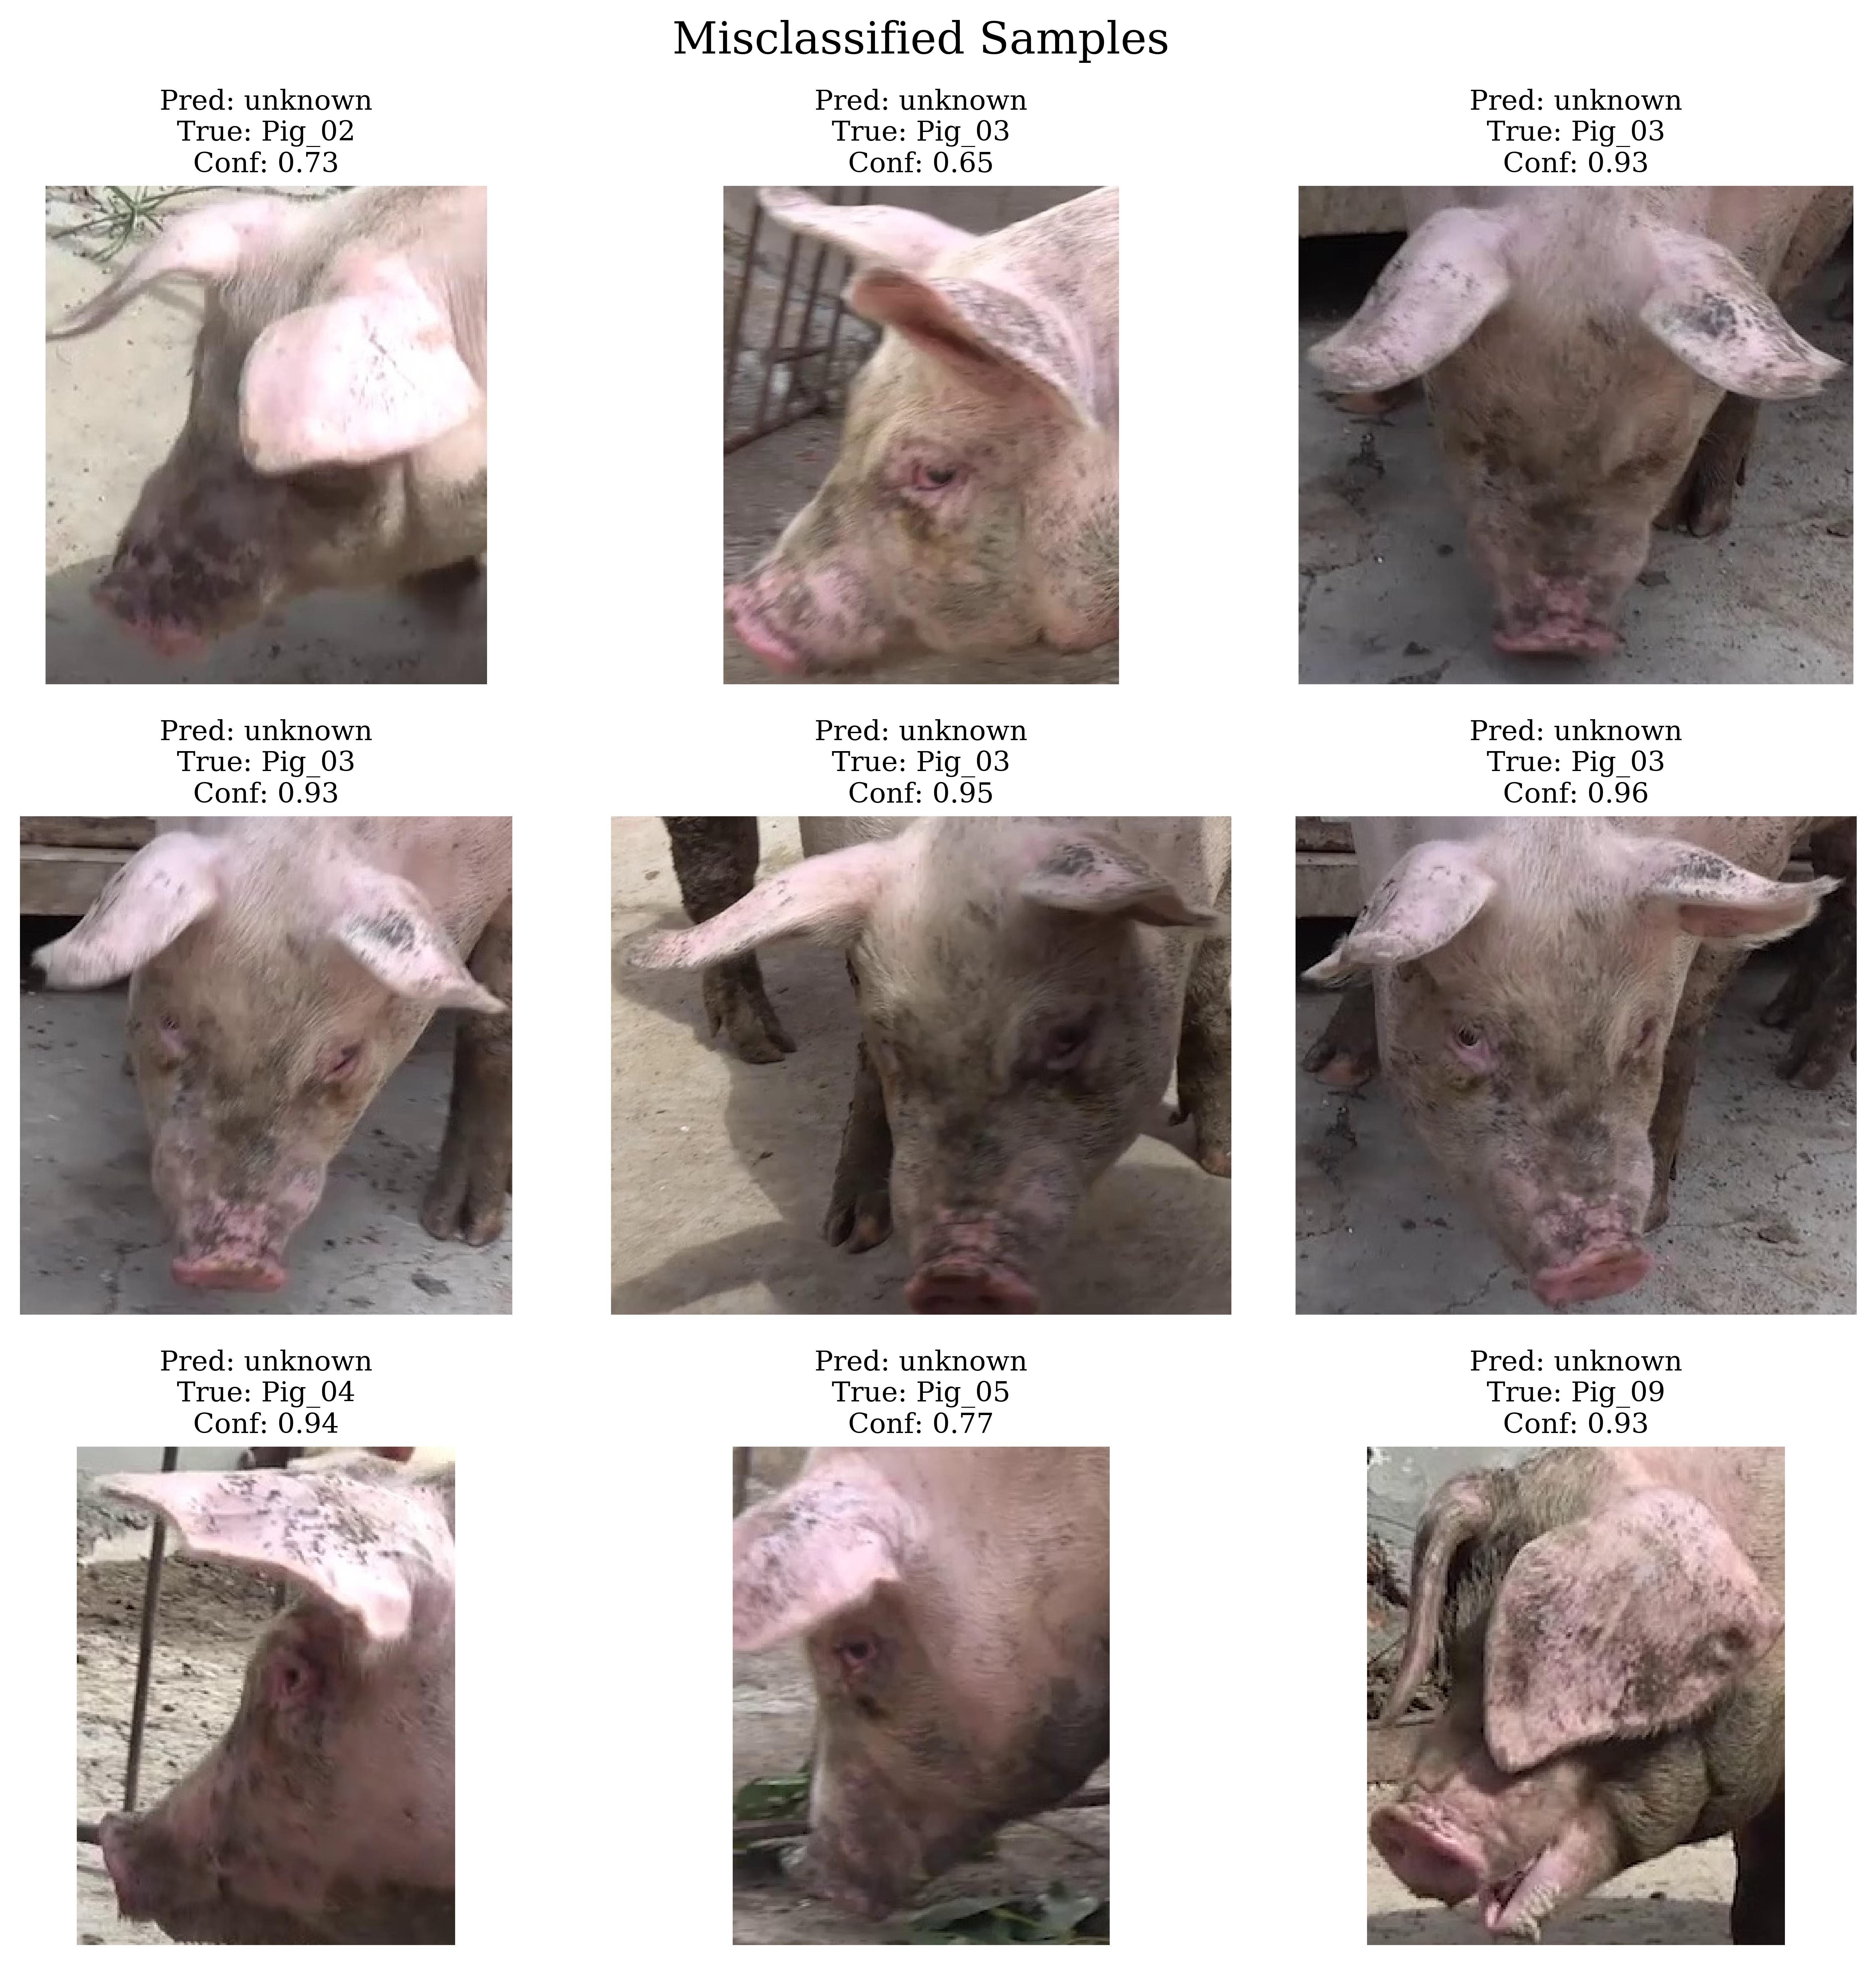 Misclassified Samples
Pred: unknown
True: Pig_02
Conf: 0.73
Pred: unknown
True: Pig_03
Conf: 0.65
Pred: unknown
True: Pig_03
Conf: 0.93
Pred: unknown
True: Pig_03
Conf: 0.93
Pred: unknown
True: Pig_03
Conf: 0.95
Pred: unknown
True: Pig_03
Conf: 0.96
Pred: unknown
True: Pig_04
Conf: 0.94
Pred: unknown
True: Pig_05
Conf: 0.77
Pred: unknown
True: Pig_09
Conf: 0.93